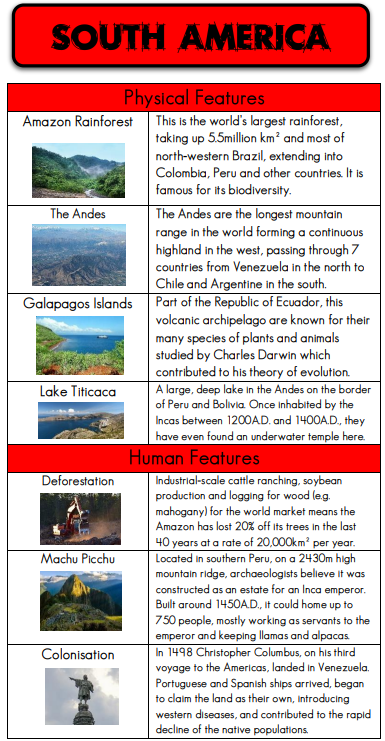 SOUTH AMERICA
Physical Features
Amazon Rainforest
This is the world's largest rainforest,
taking up 5.5million km² and most of
north-western Brazil, extending into
Colombia, Peru and other countries. It is
famous for its biodiversity.
The Andes
The Andes are the longest mountain
range in the world forming a continuous
highland in the west, passing through 7
countries from Venezuela in the north to
Chile and Argentine in the south.
Galapagos Islands
Part of the Republic of Ecuador, this
volcanic archipelago are known for their
many species of plants and animals
studied by Charles Darwin which
contributed to his theory of evolution.
Lake Titicaca
A large, deep lake in the Andes on the border
of Peru and Bolivia. Once inhabited by the
Incas between 1200A.D. and 1400A.D., they
have even found an underwater temple here.
Human Features
Deforestation
Industrial-scale cattle ranching, soybean
production and logging for wood (e.g.
mahogany) for the world market means the
Amazon has lost 20% off its trees in the last
40 years at a rate of 20,000km² per year.
Machu Picchu
Located in southern Peru, on a 2430m high
mountain ridge, archaeologists believe it was
constructed as an estate for an Inca emperor.
Built around 1450A.D., it could home up to
750 people, mostly working as servants to the
emperor and keeping llamas and alpacas.
Colonisation
In 1498 Christopher Columbus, on his third
voyage to the Americas, landed in Venezuela.
Portuguese and Spanish ships arrived, began
to claim the land as their own, introducing
western diseases, and contributed to the rapid
decline of the native populations.